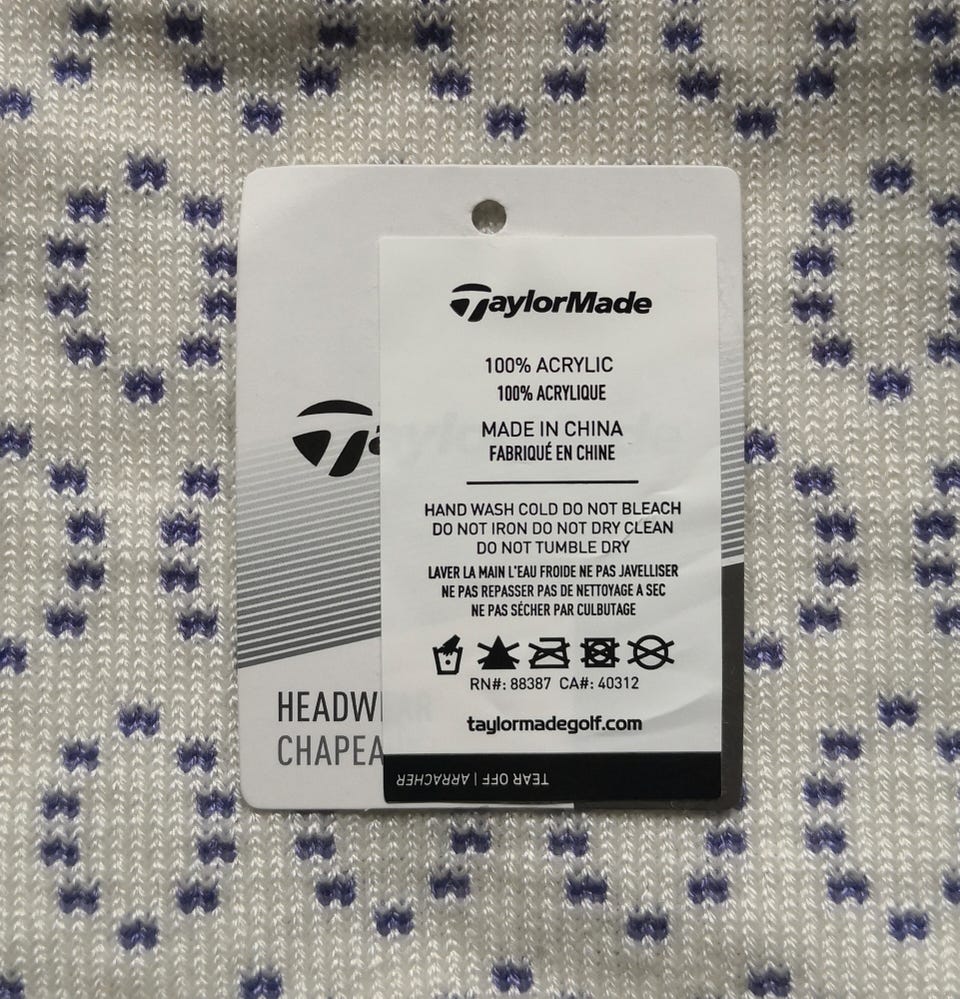 TaylorMade
100% ACRYLIC
100% ACRYLIQUE
MADE IN CHINA
FABRIQUÉ EN CHINE
HAND WASH COLD DO NOT BLEACH
DO NOT IRON DO NOT DRY CLEAN
DO NOT TUMBLE DRY
LAVER LA MAIN L'EAU FROIDE NE PAS JAVELLISER
NE PAS REPASSER PAS DE NETTOYAGE A SEC
NE PAS SÉCHER PAR CULBUTAGE
RN#: 88387 CA#: 40312
taylormadegolf.com
TEAR OFF | ARRACHER
HEADWEAR
CHAPEA